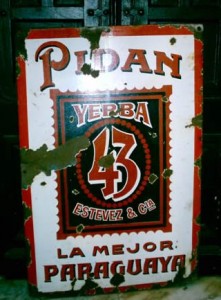 PIDAN
YERBA
43
ESTEVEZ & Cia
LA MEJOR
PARAGUAYA